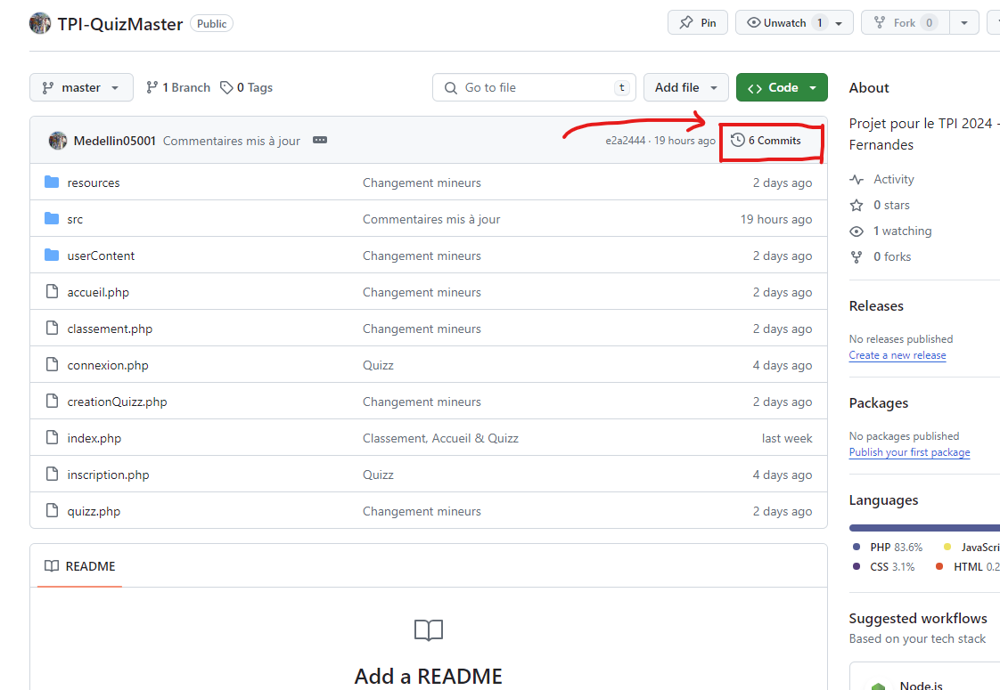 TPI-QuizMaster Public Pin Unwatch 1 Fork 0
master 1 Branch 0 Tags Go to file t Add file Code
Medellin05001 Commentaires mis à jour e2a2444 · 19 hours ago 6 Commits
resources Changement mineurs 2 days ago
src Commentaires mis à jour 19 hours ago
userContent Changement mineurs 2 days ago
accueil.php Changement mineurs 2 days ago
classement.php Changement mineurs 2 days ago
connexion.php Quizz 4 days ago
creationQuizz.php Changement mineurs 2 days ago
index.php Classement, Accueil & Quizz last week
inscription.php Quizz 4 days ago
quizz.php Changement mineurs 2 days ago
README
Add a README
About
Projet pour le TPI 2024 -
Fernandes
Activity
0 stars
1 watching
0 forks
Releases
No releases published
Create a new release
Packages
No packages published
Publish your first package
Languages
PHP 83.6% JavaScri
CSS 3.1% HTML 0.2
Suggested workflows
Based on your tech stack
Node.js